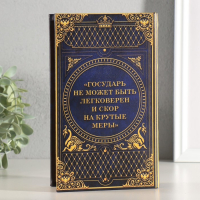 «ГОСУДАРЬ
НЕ МОЖЕТ БЫТЬ
ЛЕГКОВЕРЕН
И СКОР
НА КРУТЫЕ
МЕРЫ»